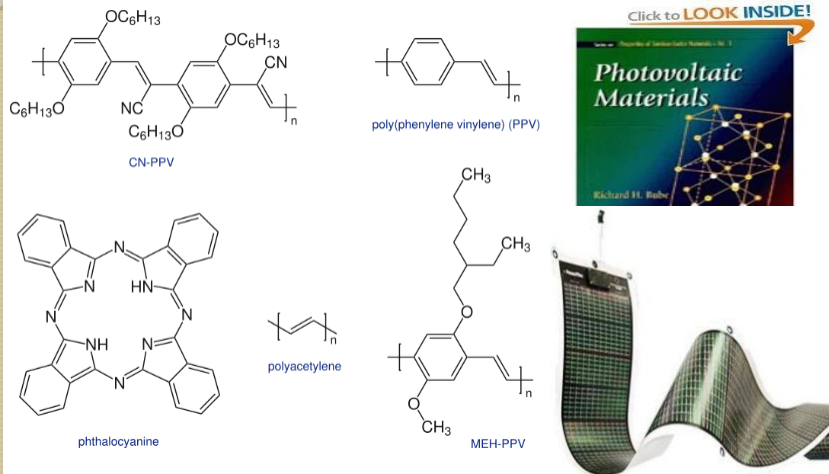 OC6H13
OC6H13
CN
C6H13O
NC
C6H13O
n
CN-PPV
n
poly(phenylene vinylene) (PPV)
Click to LOOK INSIDE!
Photovoltaic
Materials
Richard H. Bube
N
N
HN
N
N
NH
N
N
phthalocyanine
n
polyacetylene
CH3
CH3
O
n
O
CH3
MEH-PPV